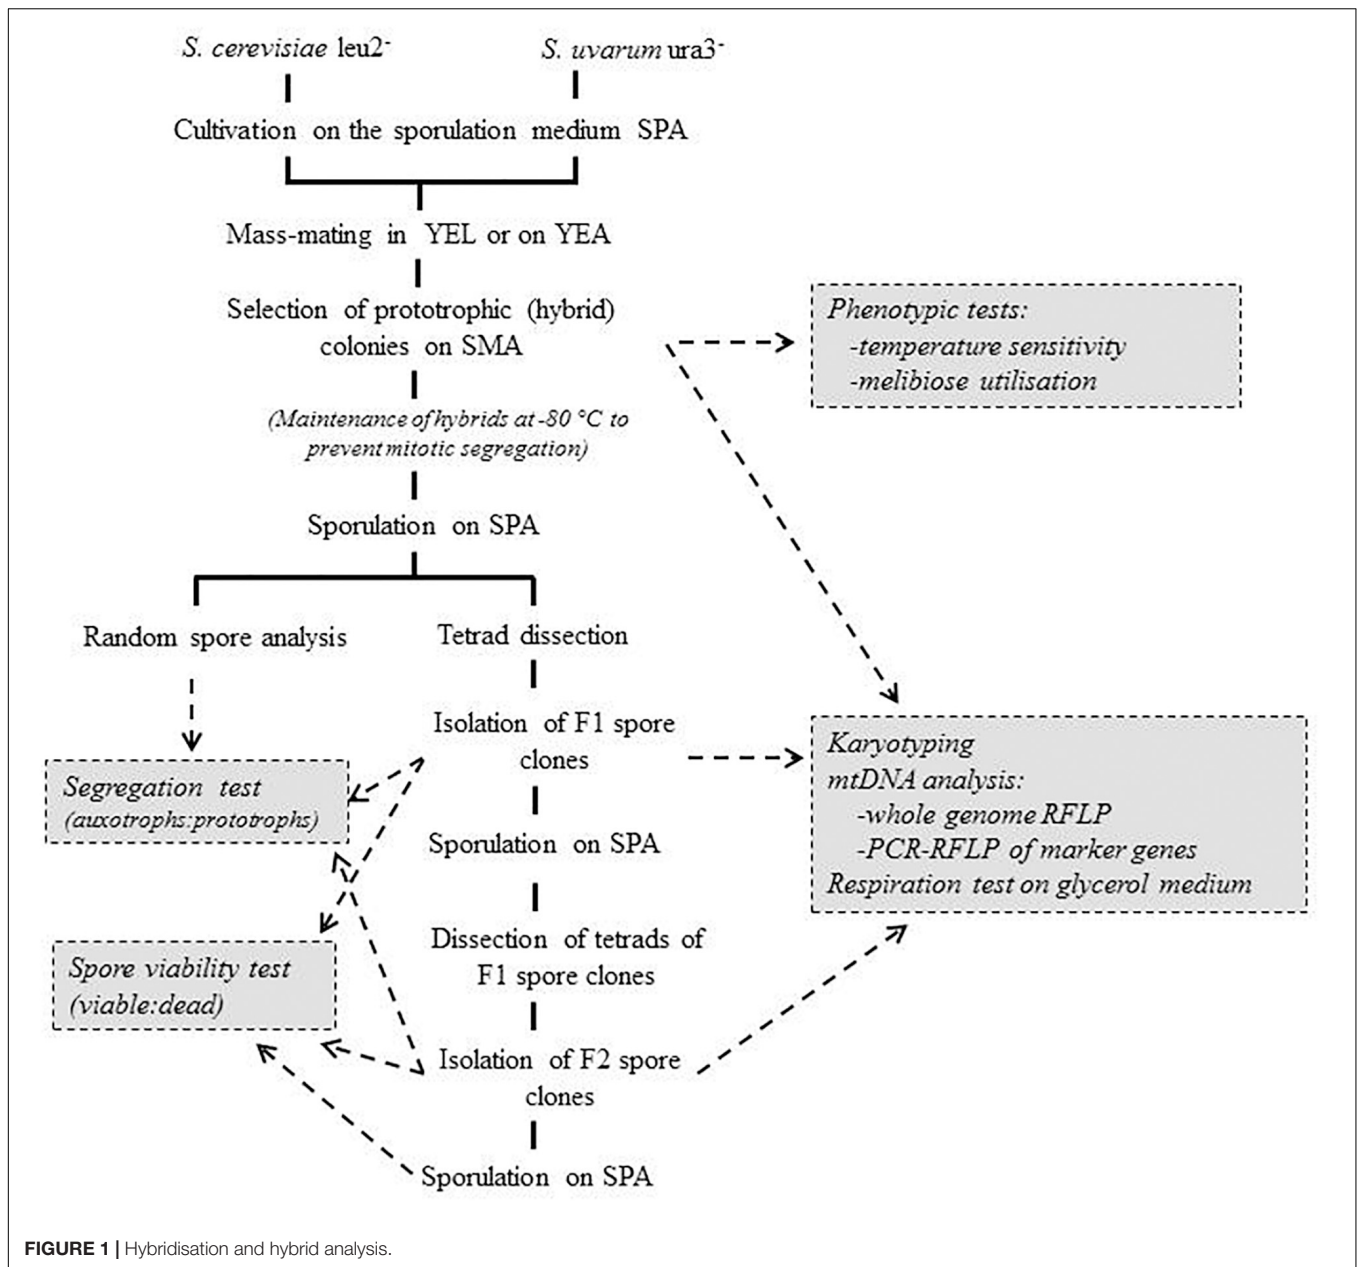 S. cerevisiae leu2-
S. uvarum ura3-
Cultivation on the sporulation medium SPA
Mass-mating in YEL or on YEA
Selection of prototrophic (hybrid)
colonies on SMA
(Maintenance of hybrids at -80 °C to
prevent mitotic segregation)
Sporulation on SPA
Phenotypic tests:
-temperature sensitivity
-melibiose utilisation
Random spore analysis
Tetrad dissection
Isolation of F1 spore
clones
Segregation test
(auxotrophs:prototrophs)
Karyotyping
mtDNA analysis:
-whole genome RFLP
-PCR-RFLP of marker genes
Respiration test on glycerol medium
Sporulation on SPA
Dissection of tetrads of
F1 spore clones
Spore viability test
(viable:dead)
Isolation of F2 spore
clones
Sporulation on SPA
FIGURE 1 | Hybridisation and hybrid analysis.